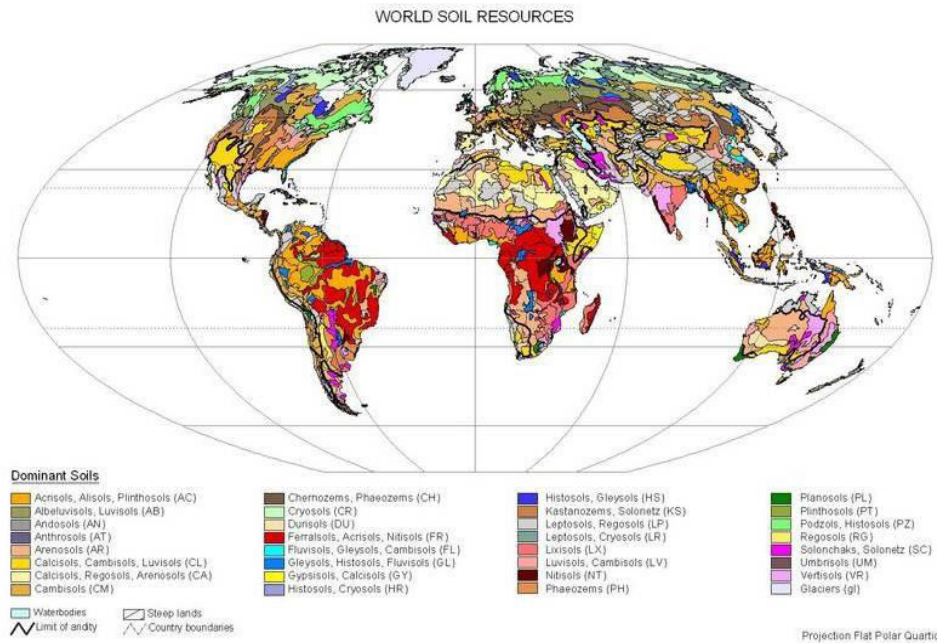 WORLD SOIL RESOURCES
Dominant Soils
Acrisols, Alisols, Plinthosols (AC)
Albeluvisols, Luvisols (AB)
Andosols (AN)
Anthrosols (AT)
Arenosols (AR)
Calcisols, Cambisols, Luvisols (CL)
Calcisols, Regosols, Arenosols (CA)
Cambisols (CM)
Chernozems, Phaeozems (CH)
Cryosols (CR)
Durisols (DU)
Ferralsols, Acrisols, Nitisols (FR)
Fluvisols, Gleysols, Cambisols (FL)
Gleysols, Histosols, Fluvisols (GL)
Gypsisols, Calcisols (GY)
Histosols, Cryosols (HR)
Histosols, Gleysols (HS)
Kastanozems, Solonetz (KS)
Leptosols, Regosols (LP)
Leptosols, Cryosols (LR)
Lixisols (LX)
Luvisols, Cambisols (LV)
Nitisols (NT)
Phaeozems (PH)
Planosols (PL)
Plinthosols (PT)
Podzols, Histosols (PZ)
Regosols (RG)
Solonchaks, Solonetz (SC)
Umbrisols (UM)
Vertisols (VR)
Glaciers (gl)
Waterbodies
Limit of aridity
Steep lands
Country boundaries
Projection Flat Polar Quartic